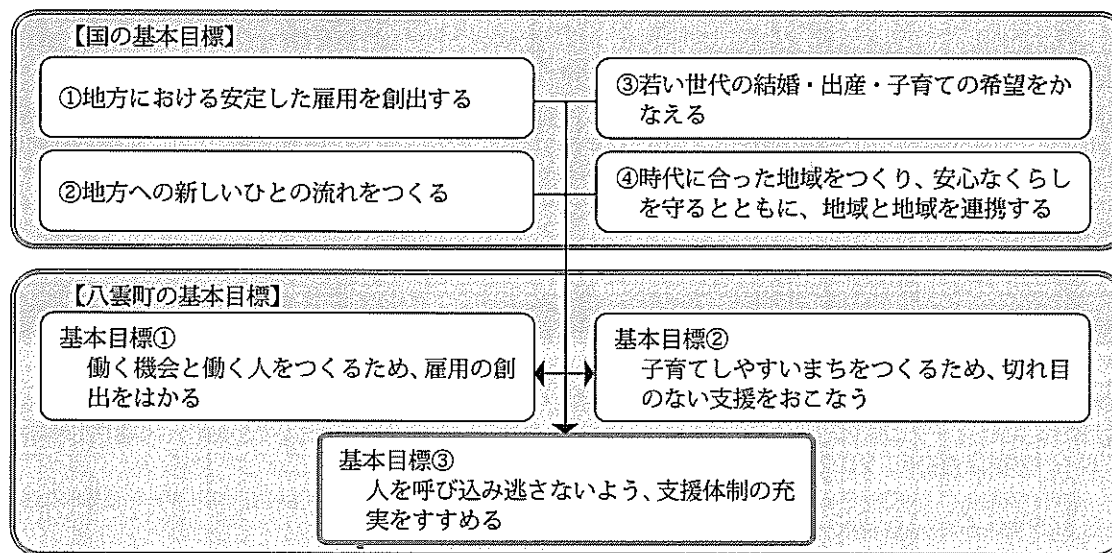 【国の基本目標】
①地方における安定した雇用を創出する
③若い世代の結婚・出産・子育ての希望をか
なえる
②地方への新しいひとの流れをつくる
④時代に合った地域をつくり、安心なくらし
を守るとともに、地域と地域を連携する
【八雲町の基本目標】
基本目標①
働く機会と働く人をつくるため、雇用の創
出をはかる
基本目標②
子育てしやすいまちをつくるため、切れ目
のない支援をおこなう
基本目標③
人を呼び込み逃さないよう、支援体制の充
実をすすめる